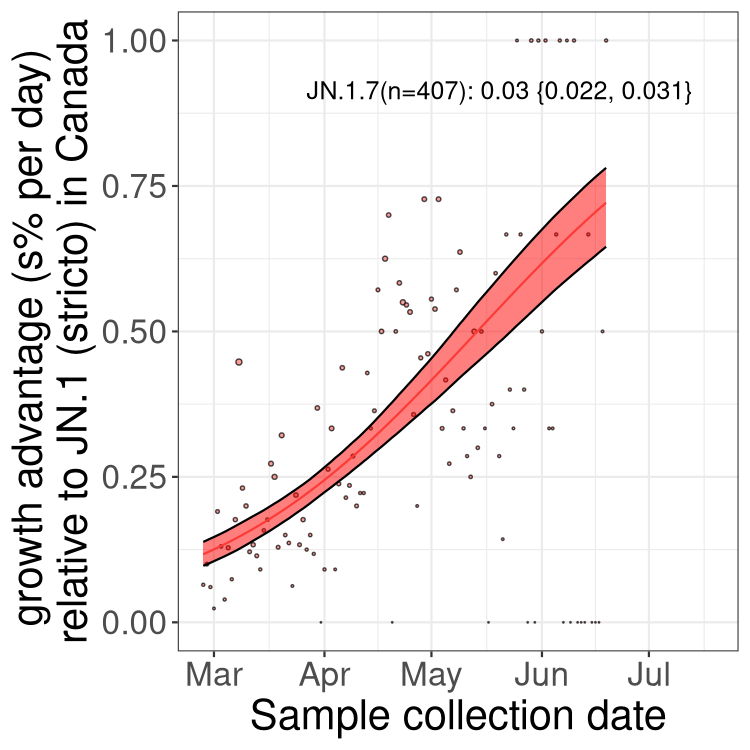 growth advantage (s% per day)
relative to JN.1 (stricto) in Canada
1.00
0.75
0.50
0.25
0.00
JN.1.7(n=407): 0.03 {0.022, 0.031}
Mar Apr May Jun Jul
Sample collection date